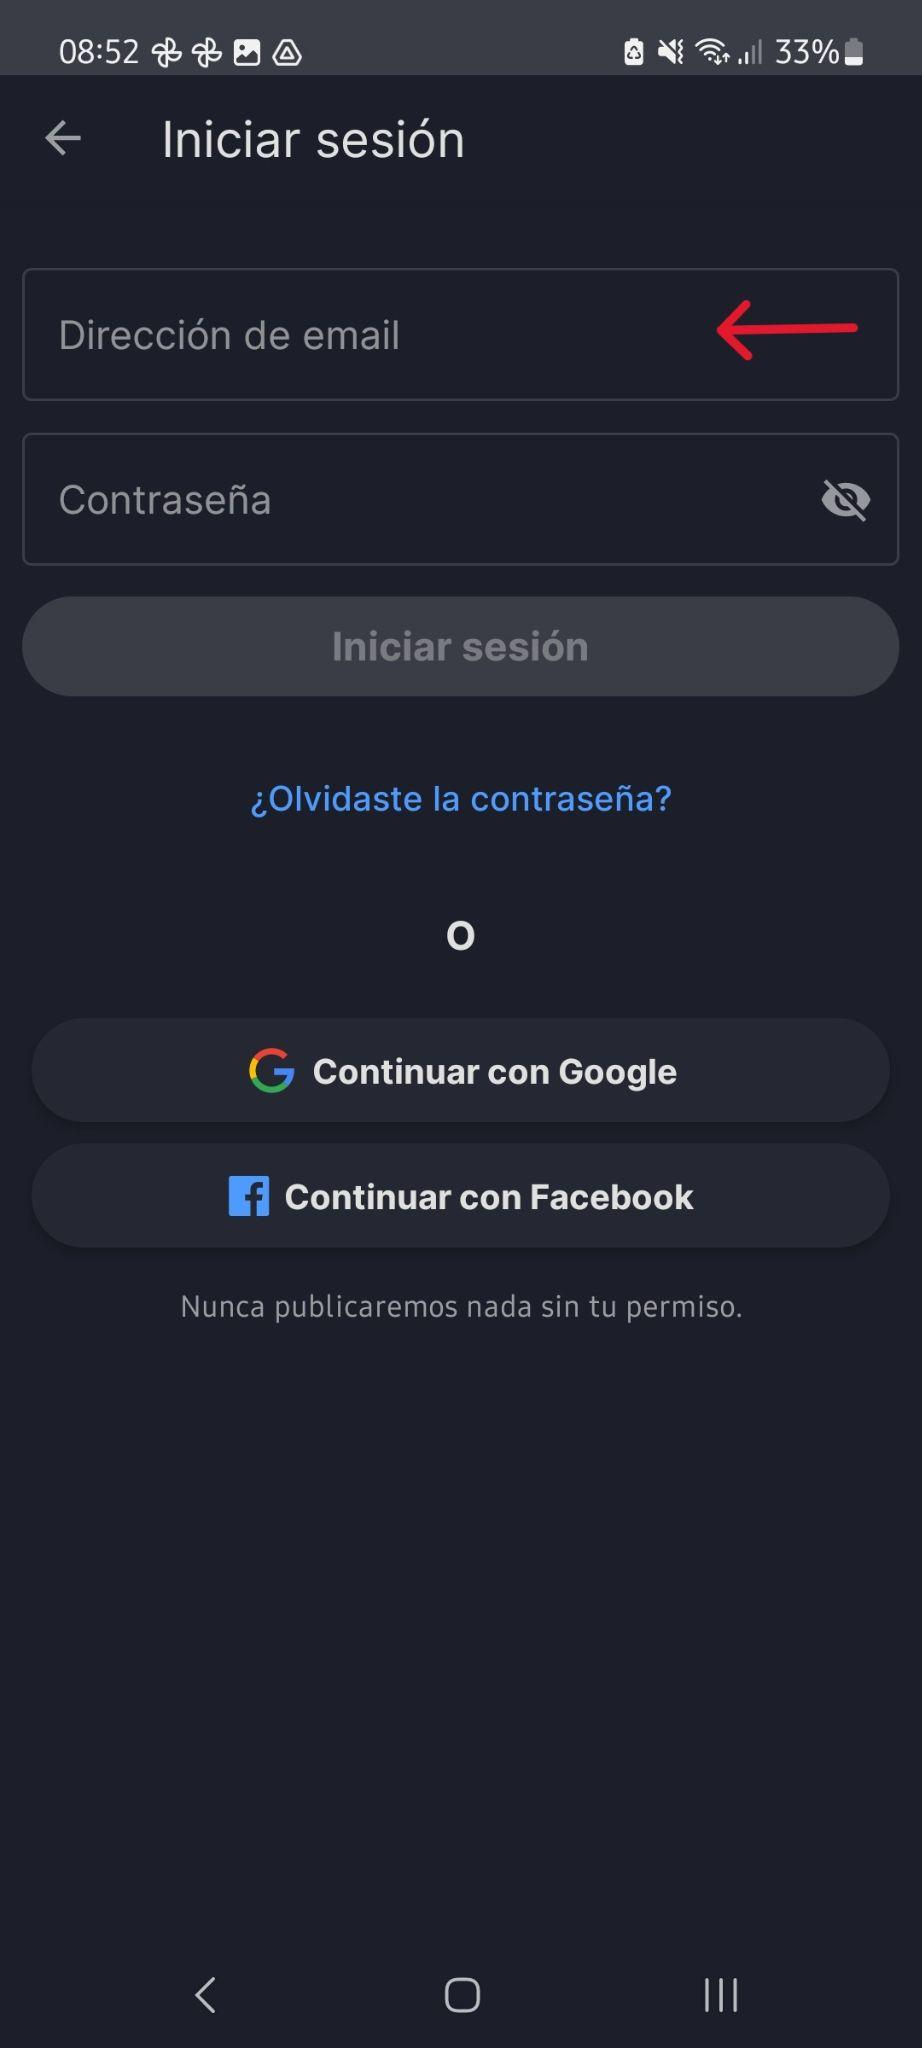 08:52 33%
Iniciar sesión
Dirección de email
Contraseña
Iniciar sesión
¿Olvidaste la contraseña?
O
Continuar con Google
Continuar con Facebook
Nunca publicaremos nada sin tu permiso.